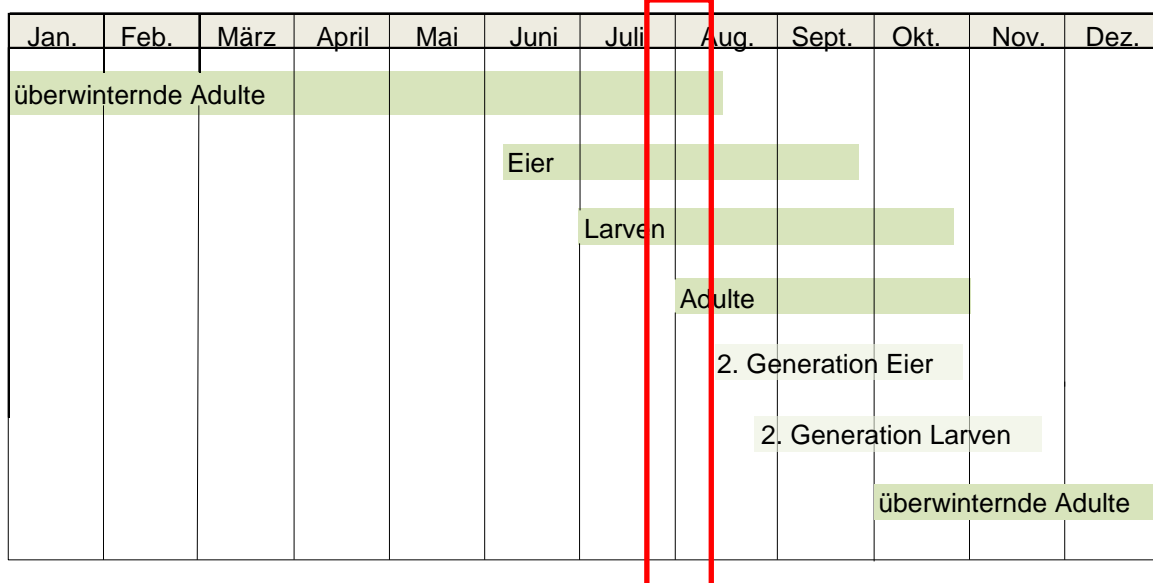 Jan. Feb. März April Mai Juni Juli Aug. Sept. Okt. Nov. Dez.
überwinternde Adulte
Eier
Larven
Adulte
2. Generation Eier
2. Generation Larven
überwinternde Adulte